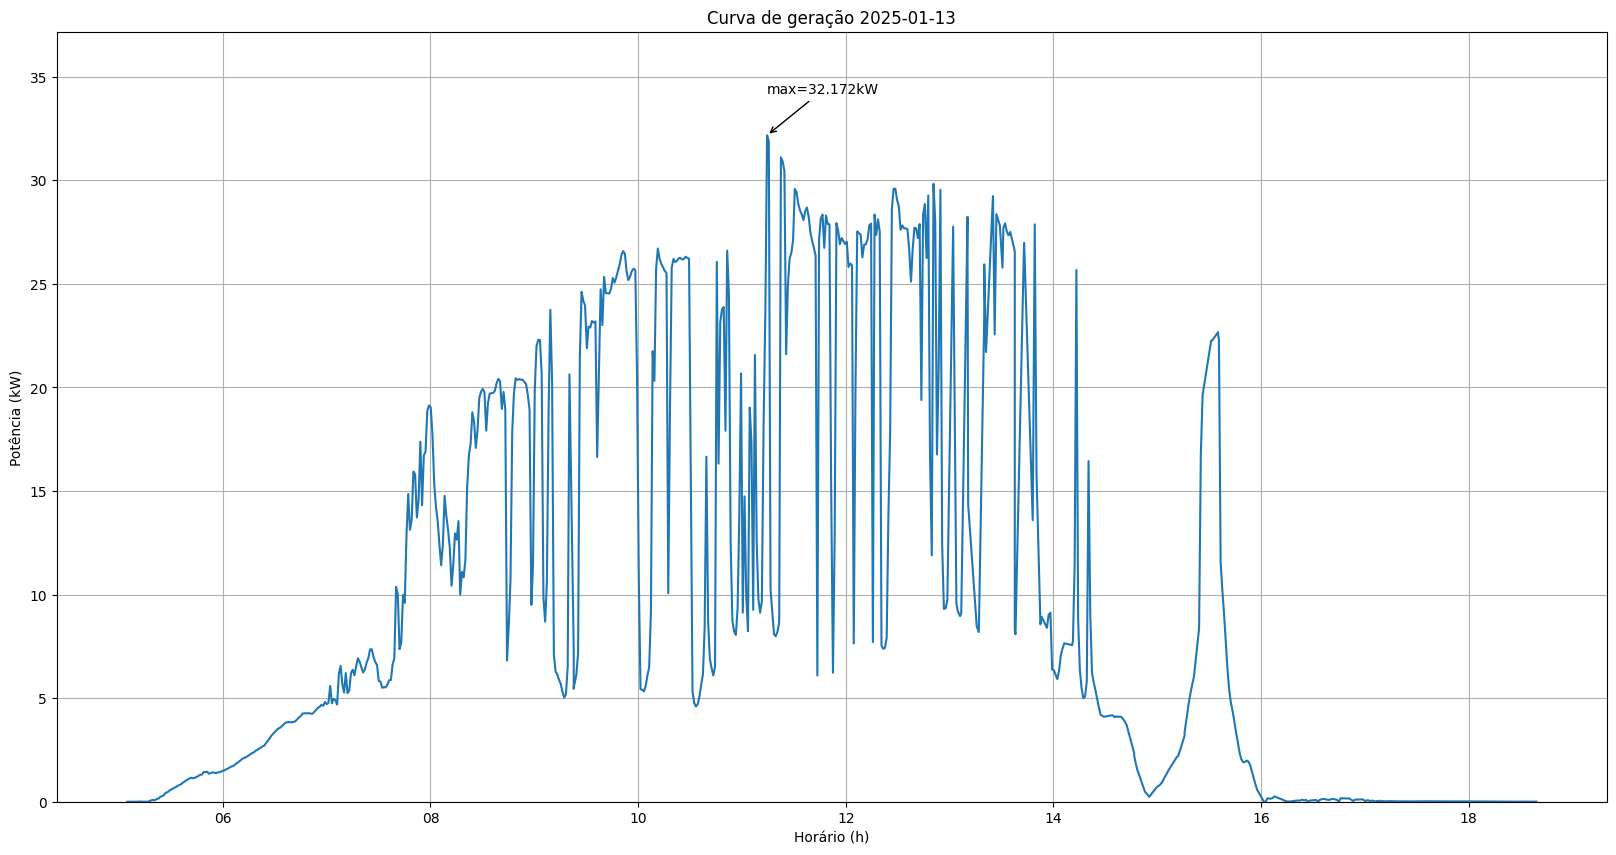 Curva de geração 2025-01-13
35
30
25
20
15
10
5
0
max=32.172kW
Potência (kW)
06 08 10 12 14 16 18
Horário (h)